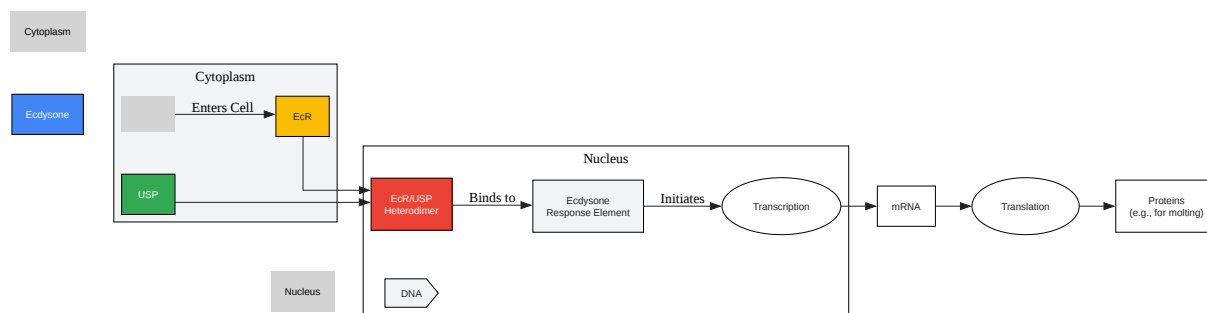 Cytoplasm
Ecdysone
Cytoplasm
Enters Cell
EcR
USP
Nucleus
EcR/USP
Heterodimer
Binds to
Ecdysone
Response Element
Initiates
Transcription
mRNA
Translation
Proteins
(e.g., for molting)
Nucleus
DNA